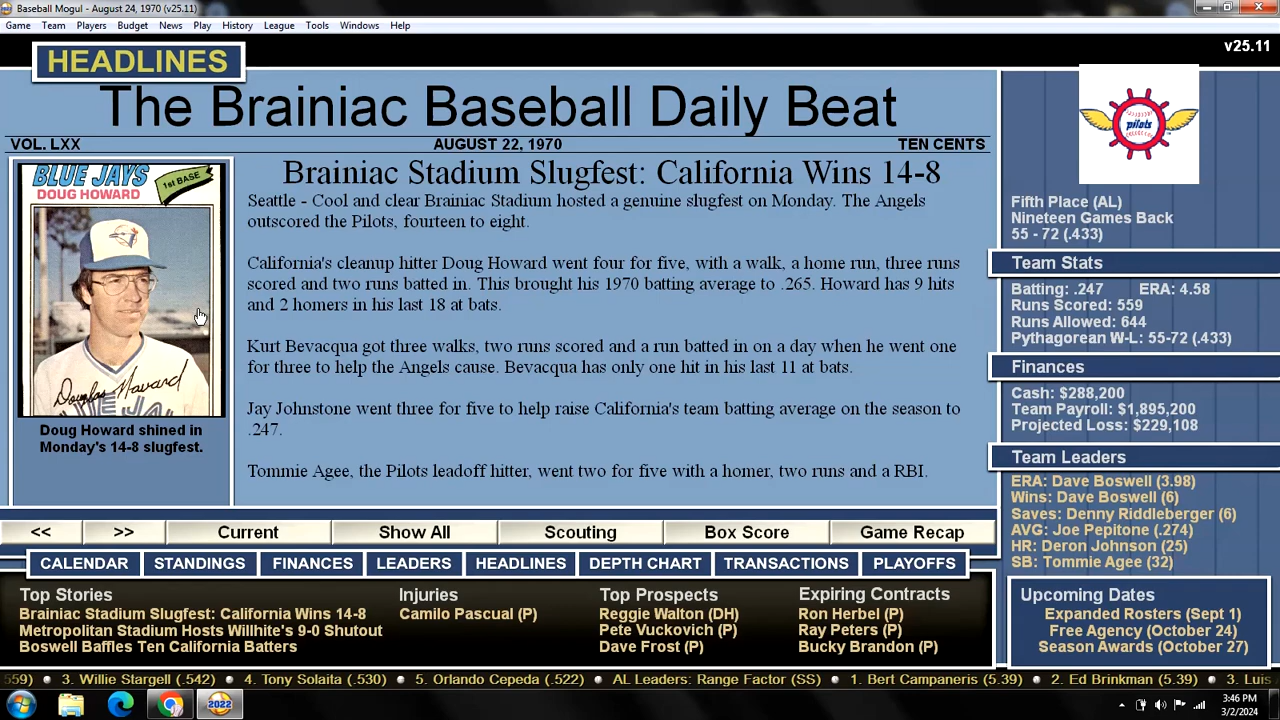 Baseball Mogul - August 24, 1970 (v25.11)
Game Team Players Budget News Play History League Tools Windows Help
HEADLINES
v25.11
The Brainiac Baseball Daily Beat
VOL. LXX AUGUST 22, 1970 TEN CENTS
BLUE JAYS
DOUG HOWARD
1st BASE
Douglas Howard
Doug Howard shined in
Monday's 14-8 slugfest.
Brainiac Stadium Slugfest: California Wins 14-8
Seattle - Cool and clear Brainiac Stadium hosted a genuine slugfest on Monday. The Angels
outscored the Pilots, fourteen to eight.
California's cleanup hitter Doug Howard went four for five, with a walk, a home run, three runs
scored and two runs batted in. This brought his 1970 batting average to .265. Howard has 9 hits
and 2 homers in his last 18 at bats.
Kurt Bevacqua got three walks, two runs scored and a run batted in on a day when he went one
for three to help the Angels cause. Bevacqua has only one hit in his last 11 at bats.
Jay Johnstone went three for five to help raise California's team batting average on the season to
.247.
Tommie Agee, the Pilots leadoff hitter, went two for five with a homer, two runs and a RBI.
pilots
Fifth Place (AL)
Nineteen Games Back
55 - 72 (.433)
Team Stats
Batting: .247 ERA: 4.58
Runs Scored: 559
Runs Allowed: 644
Pythagorean W-L: 55-72 (.433)
Finances
Cash: $288,200
Team Payroll: $1,895,200
Projected Loss: $229,108
Team Leaders
ERA: Dave Boswell (3.98)
Wins: Dave Boswell (6)
Saves: Denny Riddleberger (6)
AVG: Joe Pepitone (.274)
HR: Deron Johnson (25)
SB: Tommie Agee (32)
<< >> Current Show All Scouting Box Score Game Recap
CALENDAR STANDINGS FINANCES LEADERS HEADLINES DEPTH CHART TRANSACTIONS PLAYOFFS
Top Stories
Brainiac Stadium Slugfest: California Wins 14-8
Metropolitan Stadium Hosts Willhite's 9-0 Shutout
Boswell Baffles Ten California Batters
Injuries
Camilo Pascual (P)
Top Prospects
Reggie Walton (DH)
Pete Vuckovich (P)
Dave Frost (P)
Expiring Contracts
Ron Herbel (P)
Ray Peters (P)
Bucky Brandon (P)
Upcoming Dates
Expanded Rosters (Sept 1)
Free Agency (October 24)
Season Awards (October 27)
559) • 3. Willie Stargell (.542) • 4. Tony Solaita (.530) • 5. Orlando Cepeda (.522) • AL Leaders: Range Factor (SS) • 1. Bert Campaneris (5.39) • 2. Ed Brinkman (5.39) • 3. Luis
2022
3:46 PM
3/2/2024